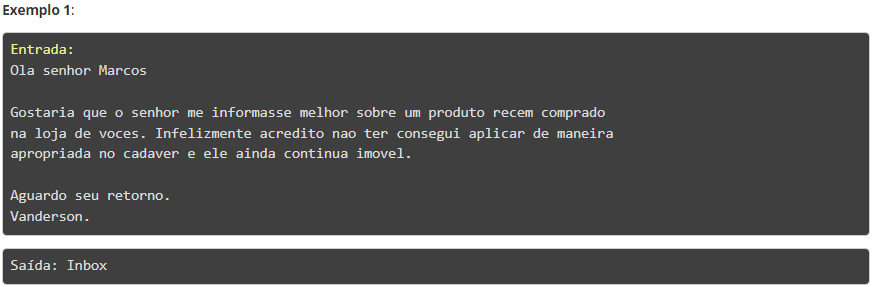 Exemplo 1:
Entrada:
Ola senhor Marcos
Gostaria que o senhor me informasse melhor sobre um produto recem comprado
na loja de voces. Infelizmente acredito nao ter consegui aplicar de maneira
apropriada no cadaver e ele ainda continua imovel.
Aguardo seu retorno.
Vanderson.
Saída: Inbox